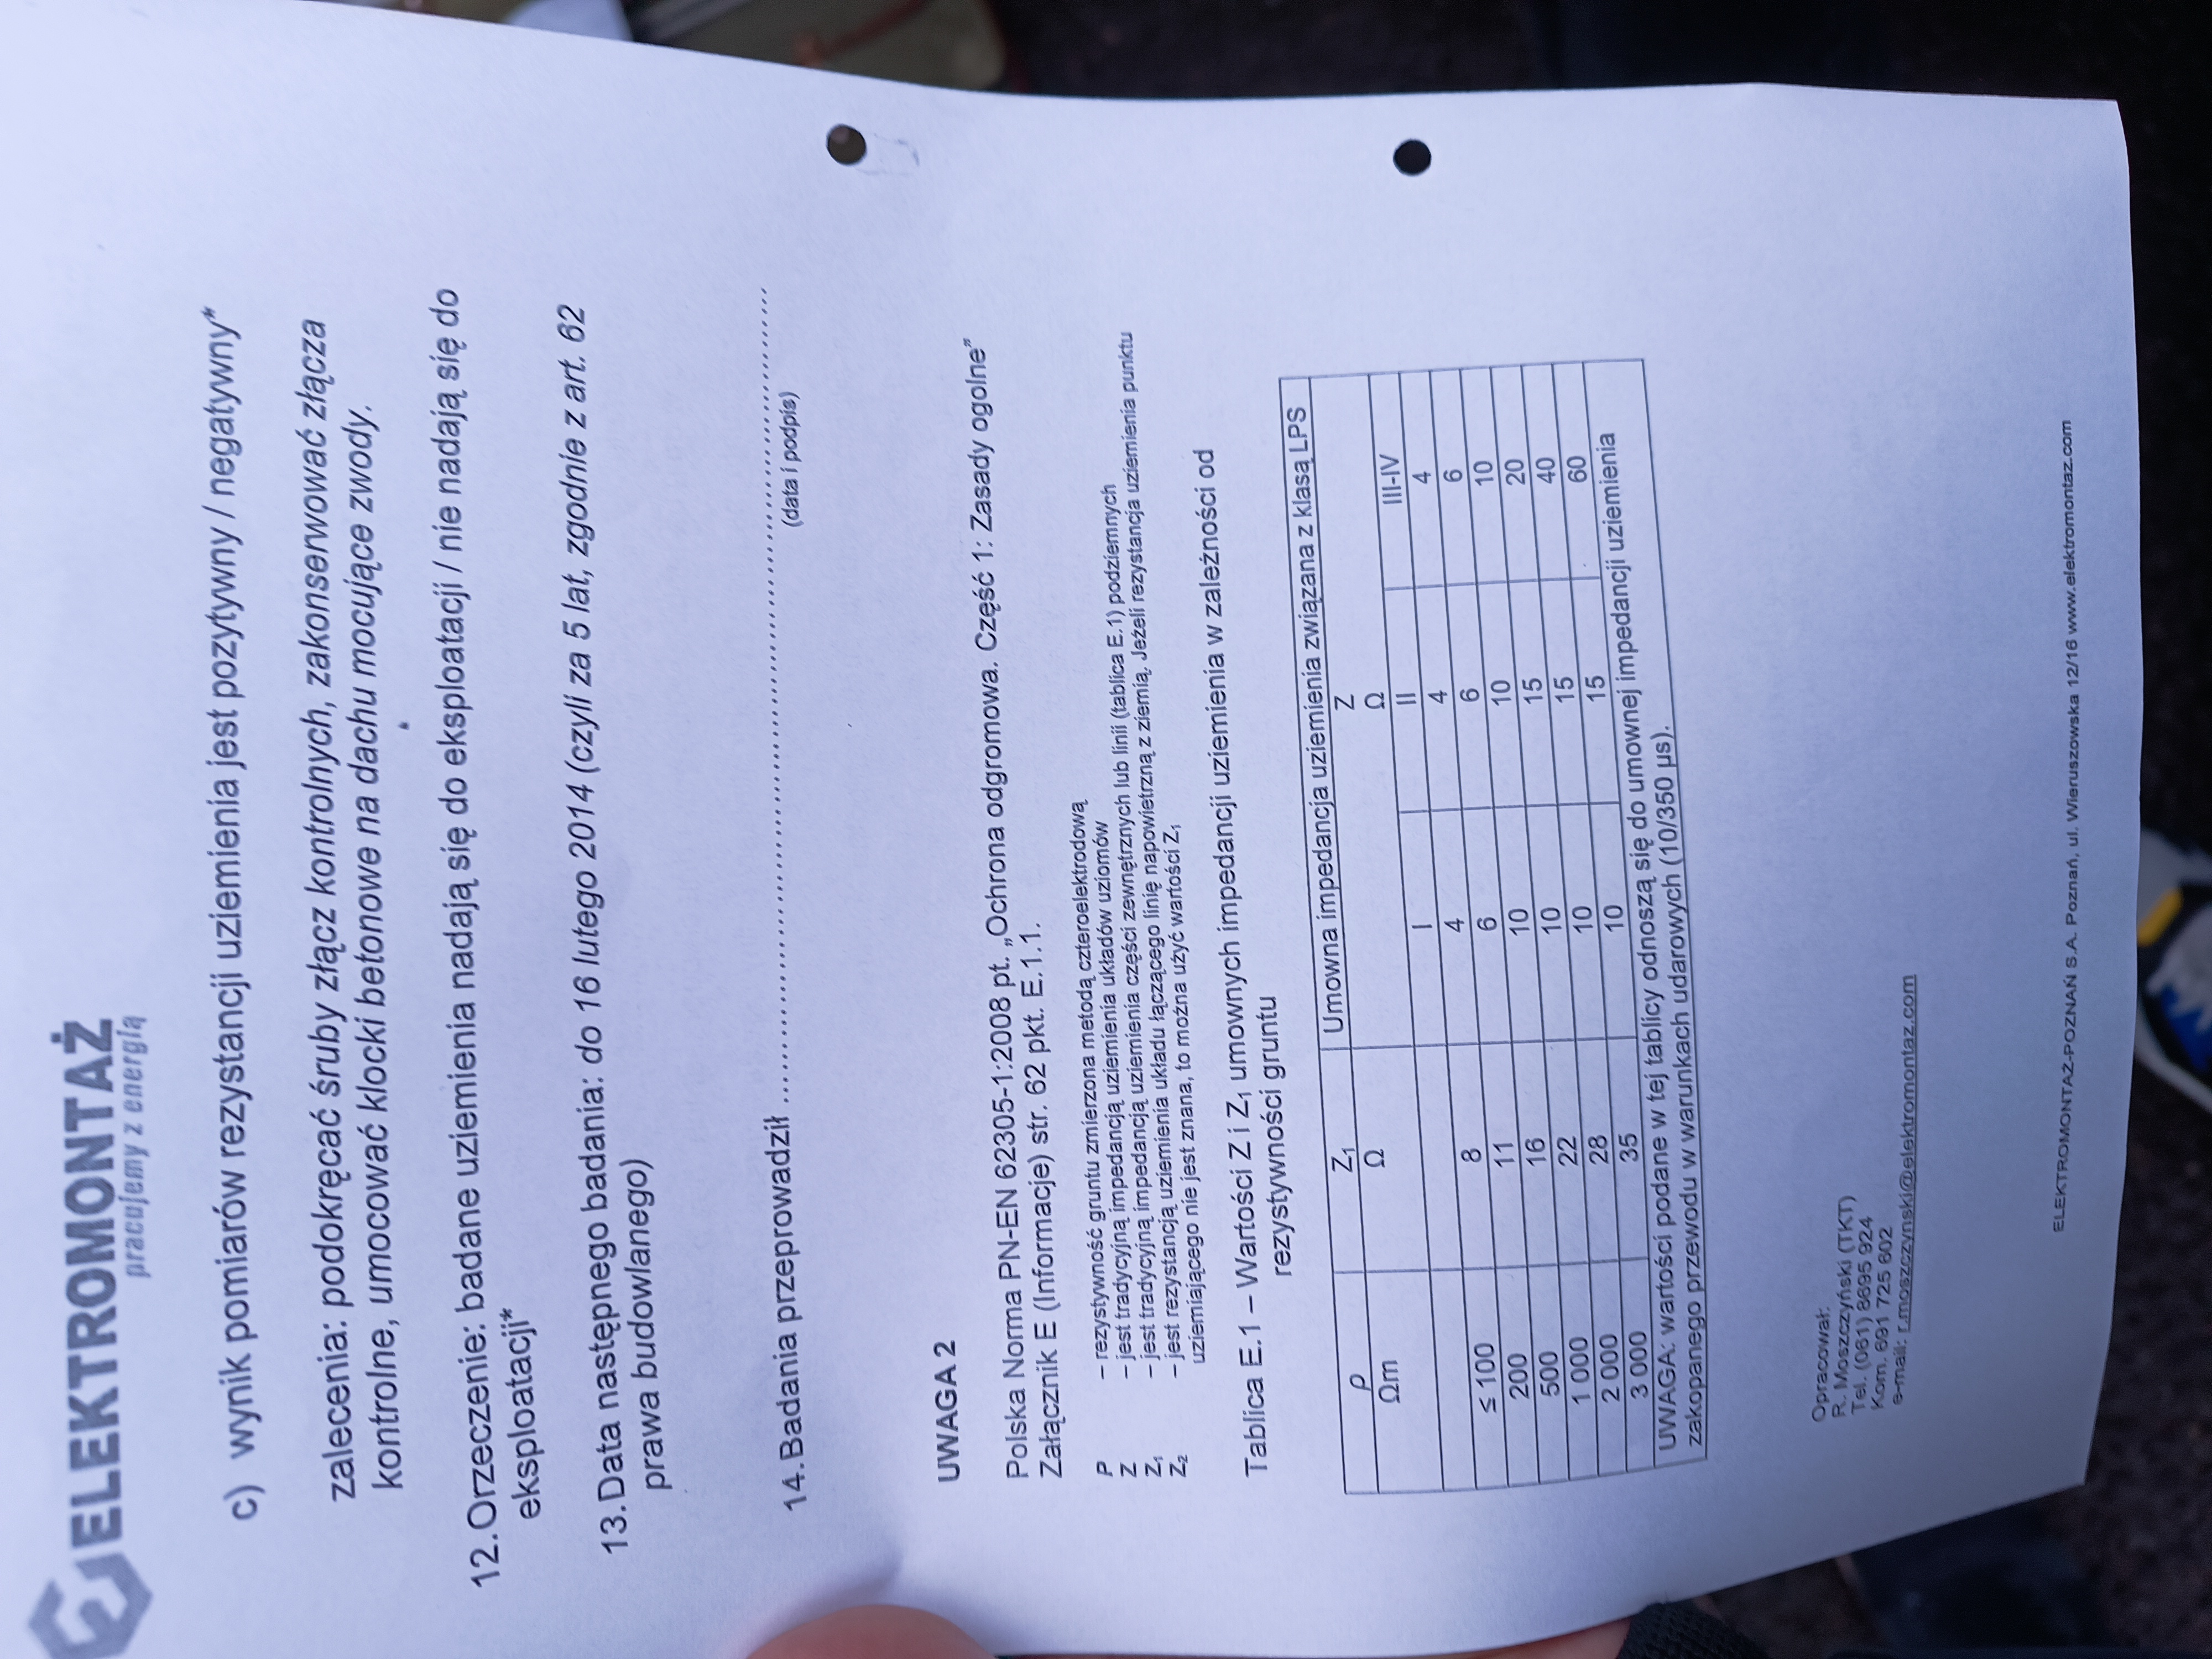 ELEKTROMONTAŻ
pracujemy z energią
c) wynik pomiarów rezystancji uziemienia jest pozytywny / negatywny*
zalecenia: podokręcać śruby złącz kontrolnych, zakonserwować złącza
kontrolne, umocować klocki betonowe na dachu mocujące zwody.
12.Orzeczenie: badane uziemienia nadają się do eksploatacji / nie nadają się do
eksploatacji*
13.Data następnego badania: do 16 lutego 2014 (czyli za 5 lat, zgodnie z art. 62
prawa budowlanego)
14.Badania przeprowadził ........................................................................
(data i podpis)
UWAGA 2
Polska Norma PN-EN 62305-1:2008 pt. „Ochrona odgromowa. Część 1: Zasady ogolne”
Załącznik E (Informacje) str. 62 pkt. E.1.1.
ρ – rezystywność gruntu zmierzona metodą czteroelektrodową
Z – jest tradycyjną impedancją uziemienia układów uziomów
Z₁ – jest tradycyjną impedancją uziemienia części zewnętrznych lub linii (tablica E.1) podziemnych
Z₂ – jest rezystancją uziemienia układu łączącego linię napowietrzną z ziemią. Jeżeli rezystancja uziemienia punktu
uziemiającego nie jest znana, to można użyć wartości Z₁
Tablica E.1 – Wartości Z i Z₁ umownych impedancji uziemienia w zależności od
rezystywności gruntu
ρ Z₁ Umowna impedancja uziemienia związana z klasą LPS
Ωm Ω Z
Ω
I II III-IV
≤ 100 8 4 4 4
200 11 6 6 6
500 16 10 10 10
1 000 22 10 15 20
2 000 28 10 15 40
3 000 35 10 15 60
UWAGA: wartości podane w tej tablicy odnoszą się do umownej impedancji uziemienia
zakopanego przewodu w warunkach udarowych (10/350 µs).
Opracował:
R. Moszczyński (TKT)
Tel. (061) 8695 924
Kom. 691 725 602
e-mail: r.moszczynski@elektromontaz.com
ELEKTROMONTAŻ-POZNAŃ S.A. Poznań, ul. Wieruszowska 12/16 www.elektromontaz.com